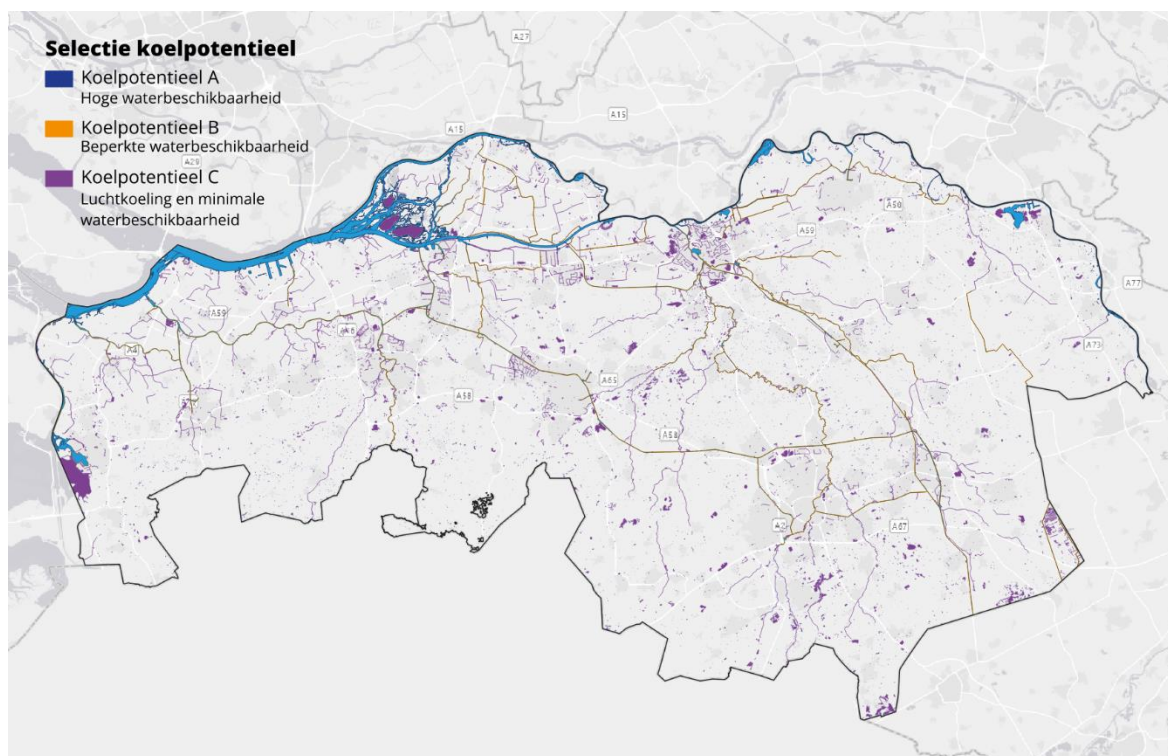 Selectie koelpotentieel
Koelpotentieel A
Hoge waterbeschikbaarheid
Koelpotentieel B
Beperkte waterbeschikbaarheid
Koelpotentieel C
Luchtkoeling en minimale
waterbeschikbaarheid
A27
A15
A15
A29
A50
A59
A77
A59
A16
A4
A73
A65
A58
A58
A2
A67